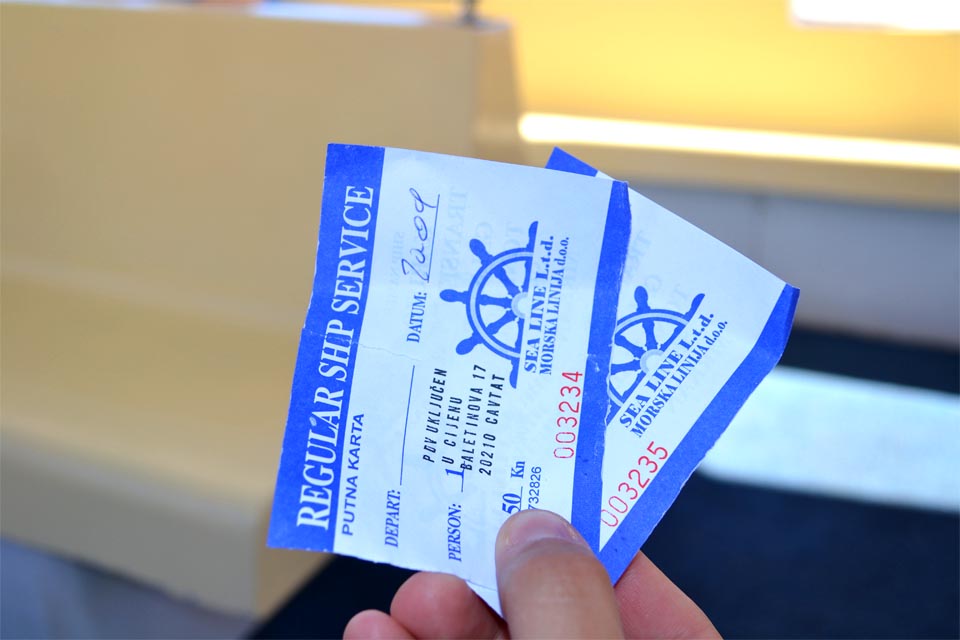 REGULAR SHP SERVICE
PUTNA KARTA
DEPART:
DATUM:
PERSON: 1
PDV UKLJUČEN
U CIJENU
BALETINOVA 17
20210 CAVTAT
50 Kn
732826
SEA LINE L.t.d.
MORSKA LINIJA d.o.o.
003234
SEA LINE L.t.d.
MORSKA LINIJA d.o.o.
003235